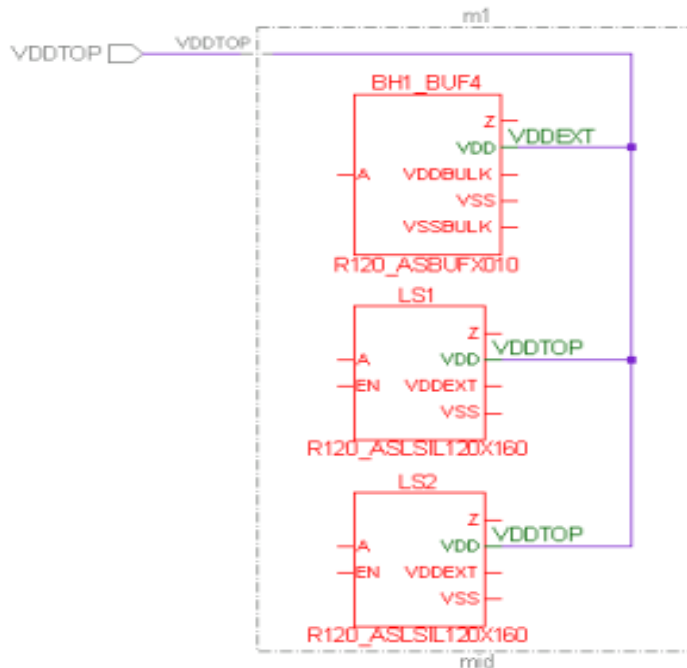 m1
VDDTOP VDDTOP
BH1_BUF4
Z
VDD VDDEXT
A VDDBULK
VSS
VSSBULK
R120_ASBUFX010
LS1
Z
A VDD VDDTOP
EN VDDEXT
VSS
R120_ASLSIL120X160
LS2
Z
A VDD VDDTOP
EN VDDEXT
VSS
R120_ASLSIL120X160
mid